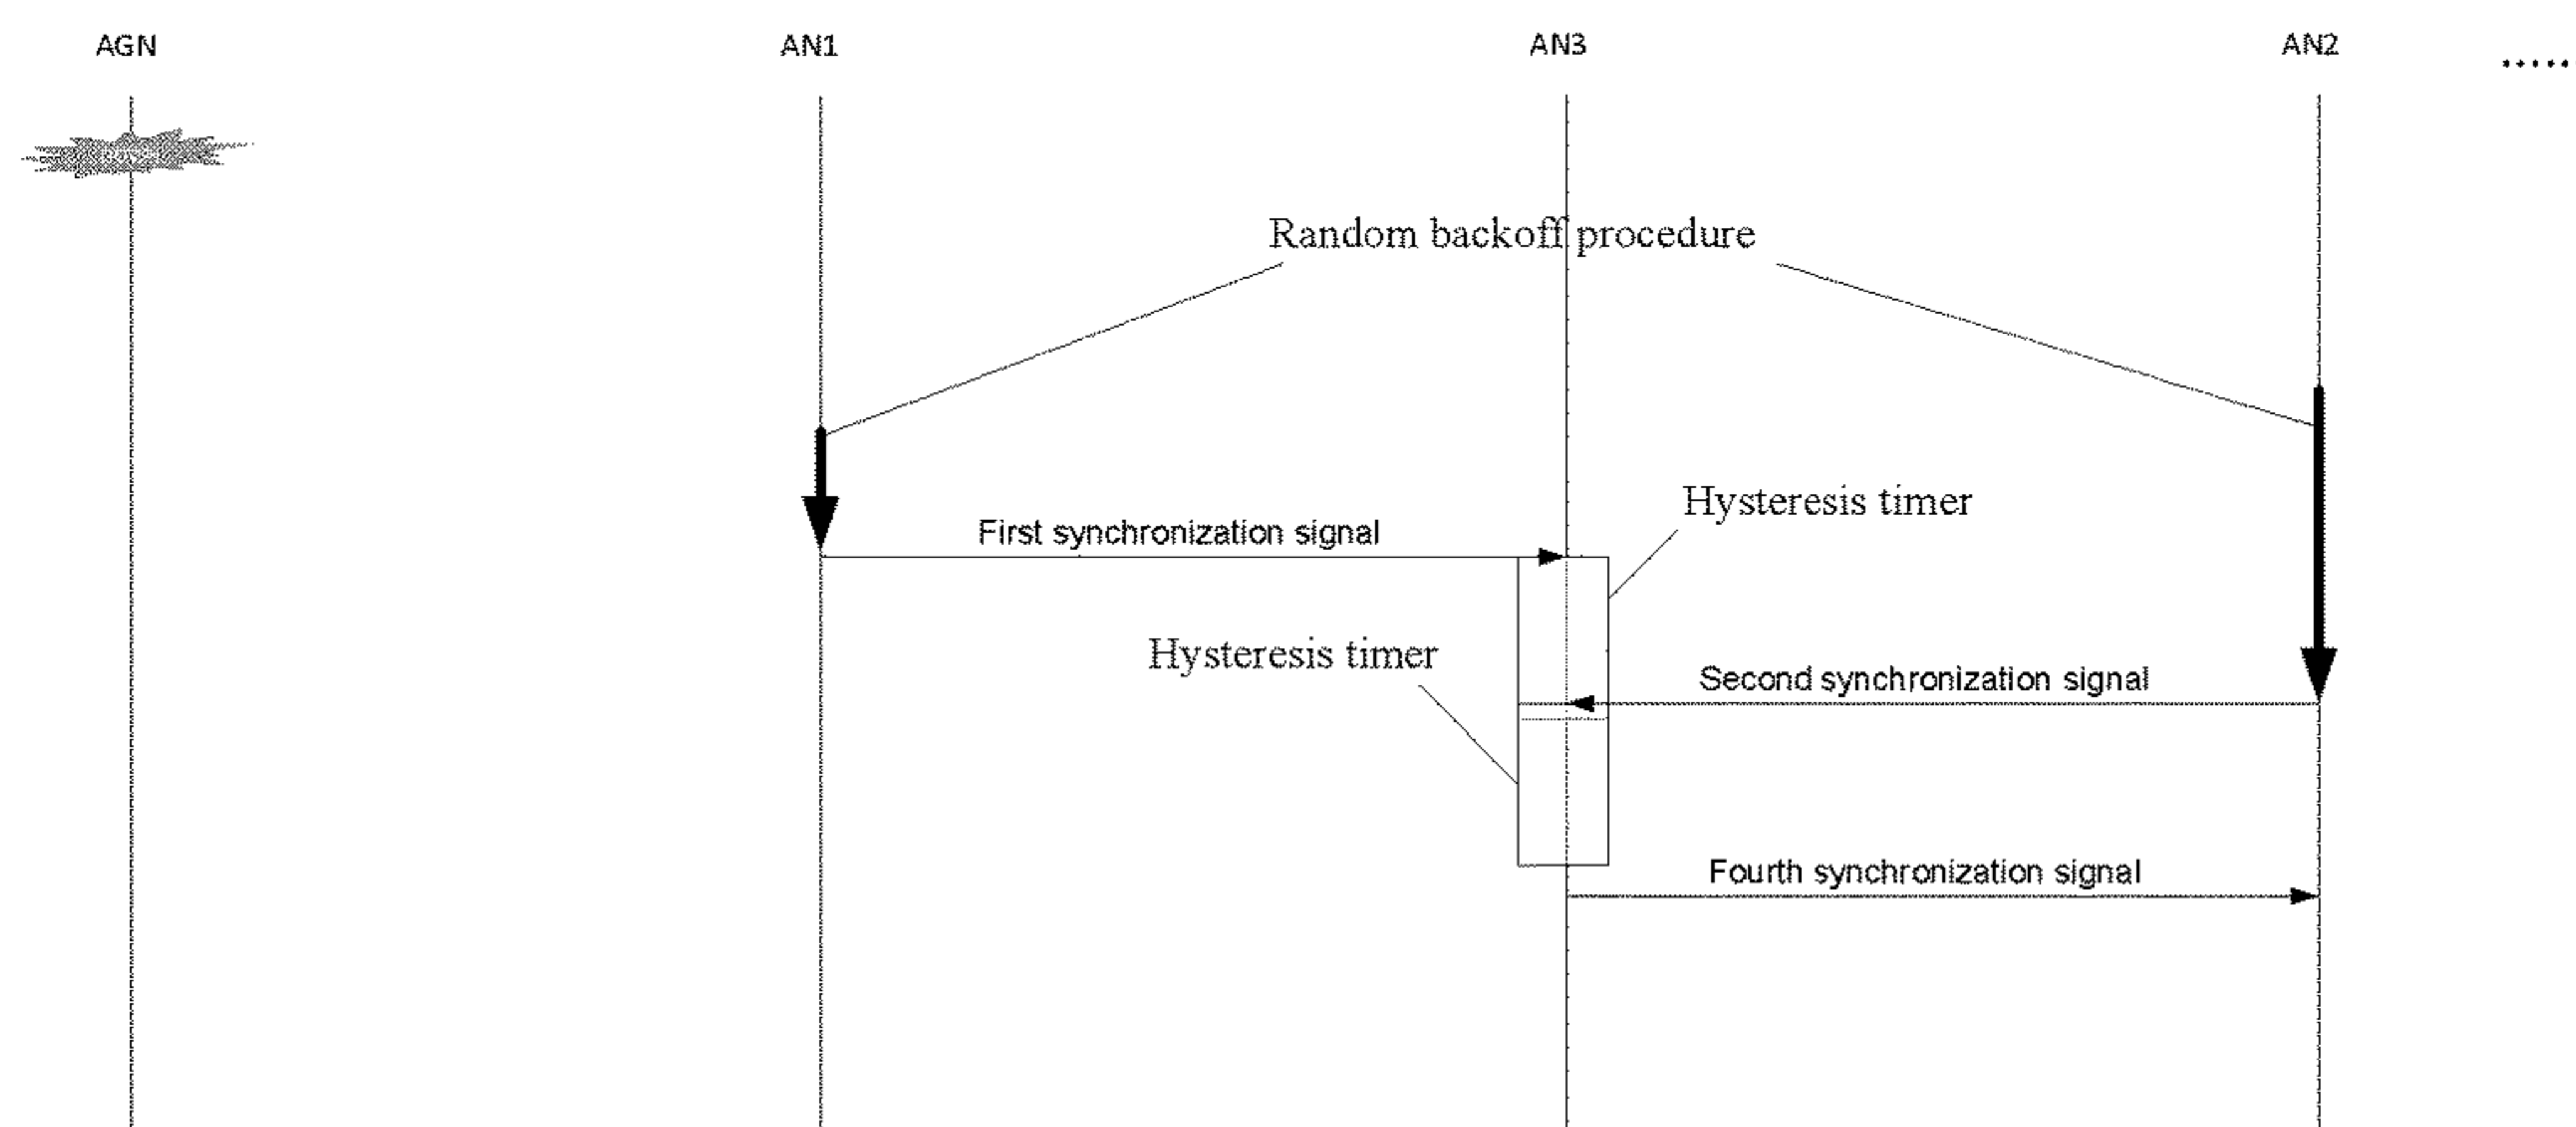 AGN AN1 AN3 AN2 .....
Random backoff procedure
Hysteresis timer
First synchronization signal
Hysteresis timer
Second synchronization signal
Fourth synchronization signal